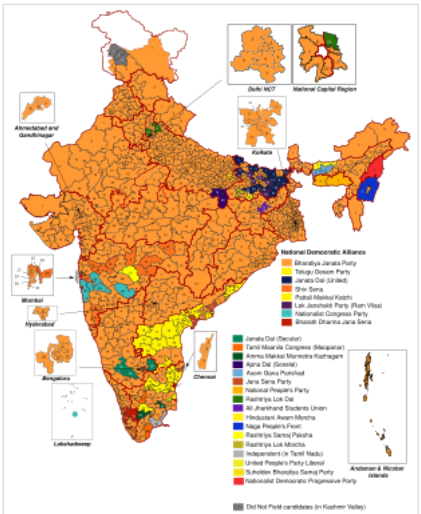 Delhi NCT
National Capital Region
Ahmedabad and
Gandhinagar
Kolkata
National Democratic Alliance
Bharatiya Janata Party
Telugu Desam Party
Janata Dal (United)
Shiv Sena
Pattali Makkal Katchi
Lok Janshakti Party (Ram Vilas)
Nationalist Congress Party
Bharath Dharma Jana Sena
Mumbai
Hyderabad
Bengaluru
Chennai
Lakshadweep
Janata Dal (Secular)
Tamil Maanila Congress (Moopanar)
Amma Makkal Munnetra Kazhagam
Apna Dal (Sonelal)
Asom Gana Parishad
Jana Sena Party
National People's Party
Rashtriya Lok Dal
All Jharkhand Students Union
Hindustani Awam Morcha
Naga People's Front
Rashtriya Samaj Paksha
Rashtriya Lok Morcha
Independent (in Tamil Nadu)
United People's Party Liberal
Suheldev Bharatiya Samaj Party
Nationalist Democratic Progressive Party
Andaman & Nicobar
Islands
Did Not Field candidates (in Kashmir Valley)